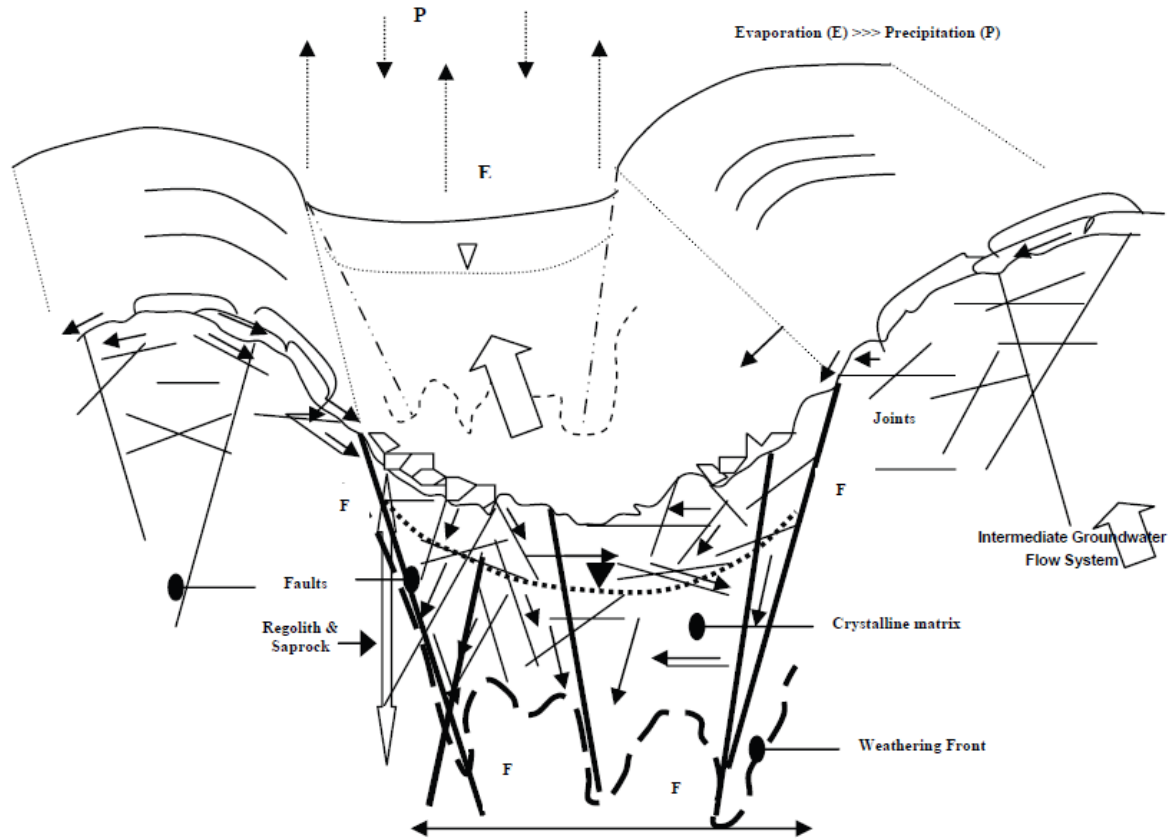 P
Evaporation (E) >>> Precipitation (P)
E
Joints
F
F
Intermediate Groundwater
Flow System
Faults
Regolith &
Saprock
Crystalline matrix
Weathering Front
F
F